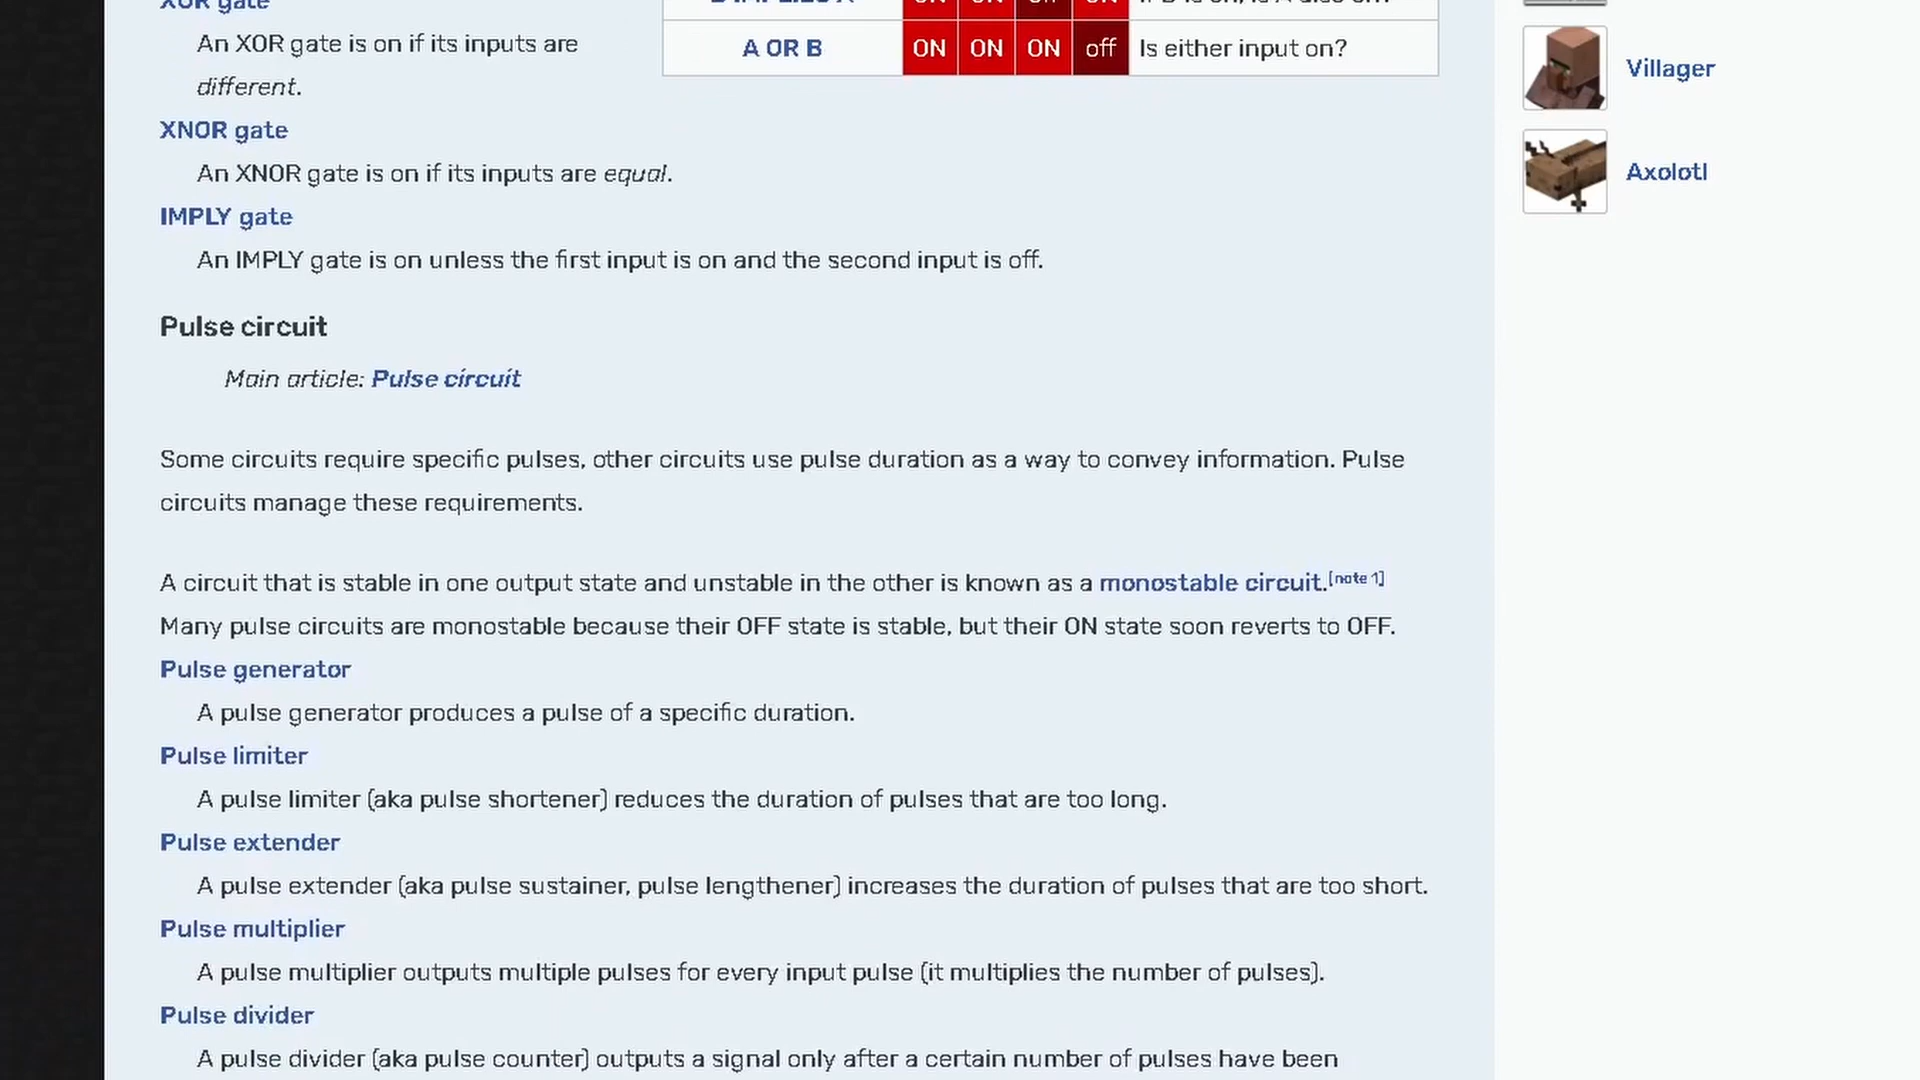 XOR gate
An XOR gate is on if its inputs are
different.
ON ON off ON
A OR B ON ON ON off Is either input on?
XNOR gate
An XNOR gate is on if its inputs are equal.
IMPLY gate
An IMPLY gate is on unless the first input is on and the second input is off.
Pulse circuit
Main article: Pulse circuit
Some circuits require specific pulses, other circuits use pulse duration as a way to convey information. Pulse
circuits manage these requirements.
A circuit that is stable in one output state and unstable in the other is known as a monostable circuit.[note 1]
Many pulse circuits are monostable because their OFF state is stable, but their ON state soon reverts to OFF.
Pulse generator
A pulse generator produces a pulse of a specific duration.
Pulse limiter
A pulse limiter (aka pulse shortener) reduces the duration of pulses that are too long.
Pulse extender
A pulse extender (aka pulse sustainer, pulse lengthener) increases the duration of pulses that are too short.
Pulse multiplier
A pulse multiplier outputs multiple pulses for every input pulse (it multiplies the number of pulses).
Pulse divider
A pulse divider (aka pulse counter) outputs a signal only after a certain number of pulses have been
Villager
Axolotl